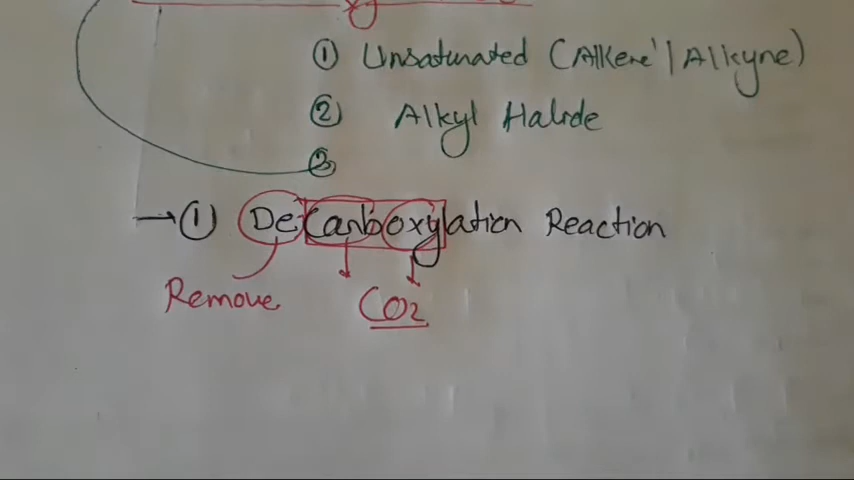 ① Unsaturated (Alkene' | Alkyne)
② Alkyl Halide
③
→ ① Decarboxylation Reaction
Remove CO2